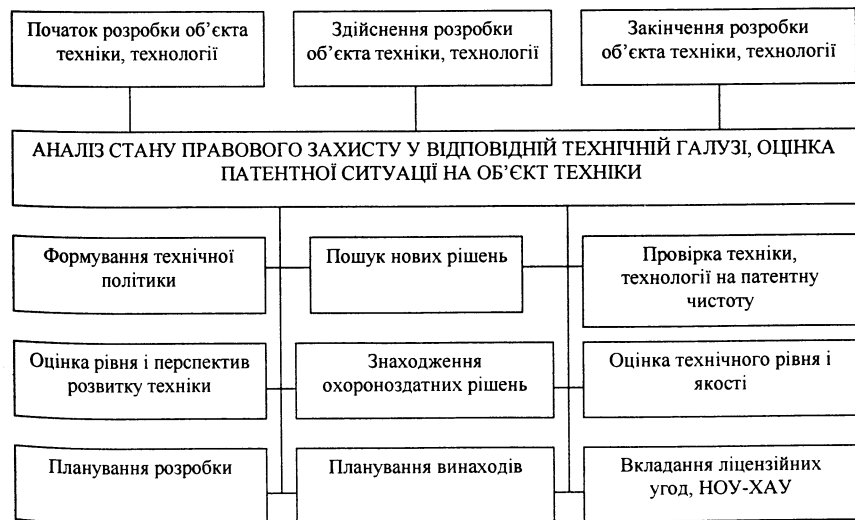 Початок розробки об'єкта
техніки, технології
Здійснення розробки
об'єкта техніки, технології
Закінчення розробки
об'єкта техніки, технології
АНАЛІЗ СТАНУ ПРАВОВОГО ЗАХИСТУ У ВІДПОВІДНІЙ ТЕХНІЧНІЙ ГАЛУЗІ, ОЦІНКА
ПАТЕНТНОЇ СИТУАЦІЇ НА ОБ'ЄКТ ТЕХНІКИ
Формування технічної
політики
Пошук нових рішень
Провірка техніки,
технології на патентну
чистоту
Оцінка рівня і перспектив
розвитку техніки
Знаходження
охороноздатних рішень
Оцінка технічного рівня і
якості
Планування розробки
Планування винаходів
Вкладання ліцензійних
угод, НОУ-ХАУ